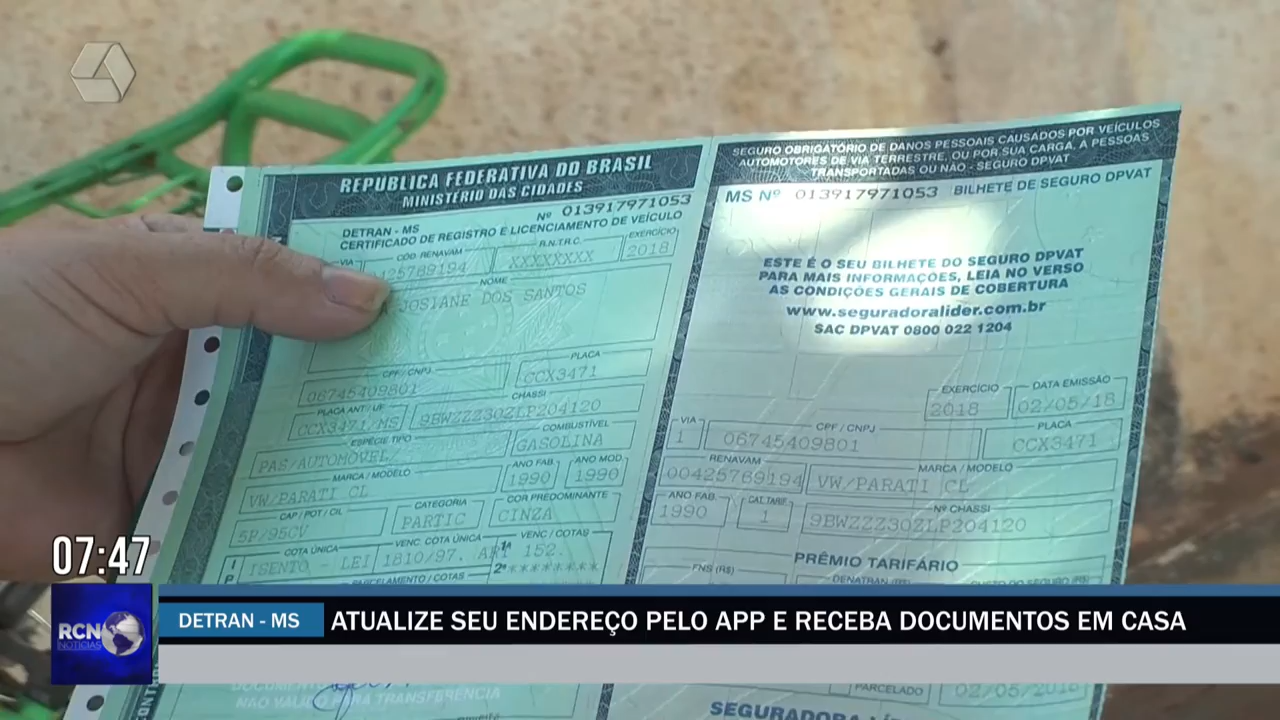 REPUBLICA FEDERATIVA DO BRASIL
MINISTÉRIO DAS CIDADES
DETRAN - MS Nº 013917971053
CERTIFICADO DE REGISTRO E LICENCIAMENTO DE VEÍCULO
VIA CÓD. RENAVAM R.N.T.R.C. EXERCÍCIO
425769194 XXXXXXXX 2018
NOME
JOSIANE DOS SANTOS
CPF / CNPJ PLACA
06745409801 CCX3471
PLACA ANT / UF CHASSI
CCX3471/MS 9BWZZZ30ZLP204120
ESPÉCIE TIPO COMBUSTÍVEL
PAS/AUTOMOVEL GASOLINA
MARCA / MODELO ANO FAB. ANO MOD.
VW/PARATI CL 1990 1990
CAP / POT / CIL CATEGORIA COR PREDOMINANTE
5P/95CV PARTIC CINZA
COTA ÚNICA VENC. COTA ÚNICA VENC / COTAS
ISENTO - LEI 1810/97. ART 152.
1ª
2ª ********
PARCELAMENTO / COTAS
SEGURO OBRIGATÓRIO DE DANOS PESSOAIS CAUSADOS POR VEÍCULOS
AUTOMOTORES DE VIA TERRESTRE, OU POR SUA CARGA, A PESSOAS
TRANSPORTADAS OU NÃO - SEGURO DPVAT
MS Nº 013917971053 BILHETE DE SEGURO DPVAT
ESTE É O SEU BILHETE DO SEGURO DPVAT
PARA MAIS INFORMAÇÕES, LEIA NO VERSO
AS CONDIÇÕES GERAIS DE COBERTURA
www.seguradoralider.com.br
SAC DPVAT 0800 022 1204
EXERCÍCIO DATA EMISSÃO
2018 02/05/18
VIA CPF / CNPJ PLACA
1 06745409801 CCX3471
RENAVAM MARCA / MODELO
00425769194 VW/PARATI CL
ANO FAB. CAT. TARIF. Nº CHASSI
1990 1 9BWZZZ30ZLP204120
PRÊMIO TARIFÁRIO
FNS (R$) DENATRAN (R$) CUSTO DO SEGURO (R$)
07:47
RCN
NOTÍCIAS
DETRAN - MS ATUALIZE SEU ENDEREÇO PELO APP E RECEBA DOCUMENTOS EM CASA
NÃO VALIDO PARA TRANSFERENCIA
PARCELADO 02/05/2018
SEGURADORA